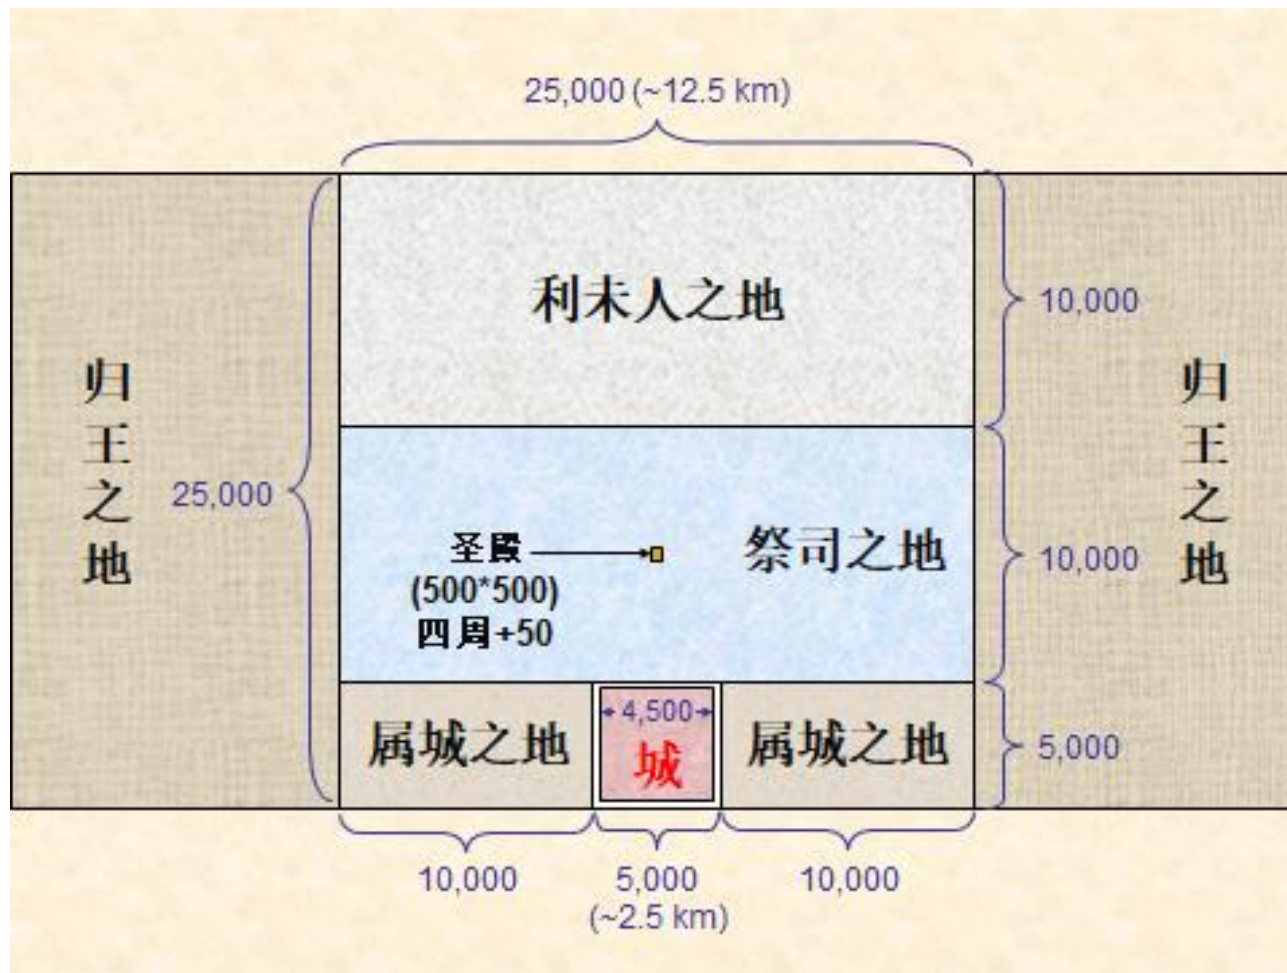 25,000 (~12.5 km)
利未人之地
10,000
归王之地
25,000
归王之地
圣殿
(500*500)
四周+50
祭司之地
10,000
属城之地
4,500
城
属城之地
5,000
10,000
5,000
(~2.5 km)
10,000